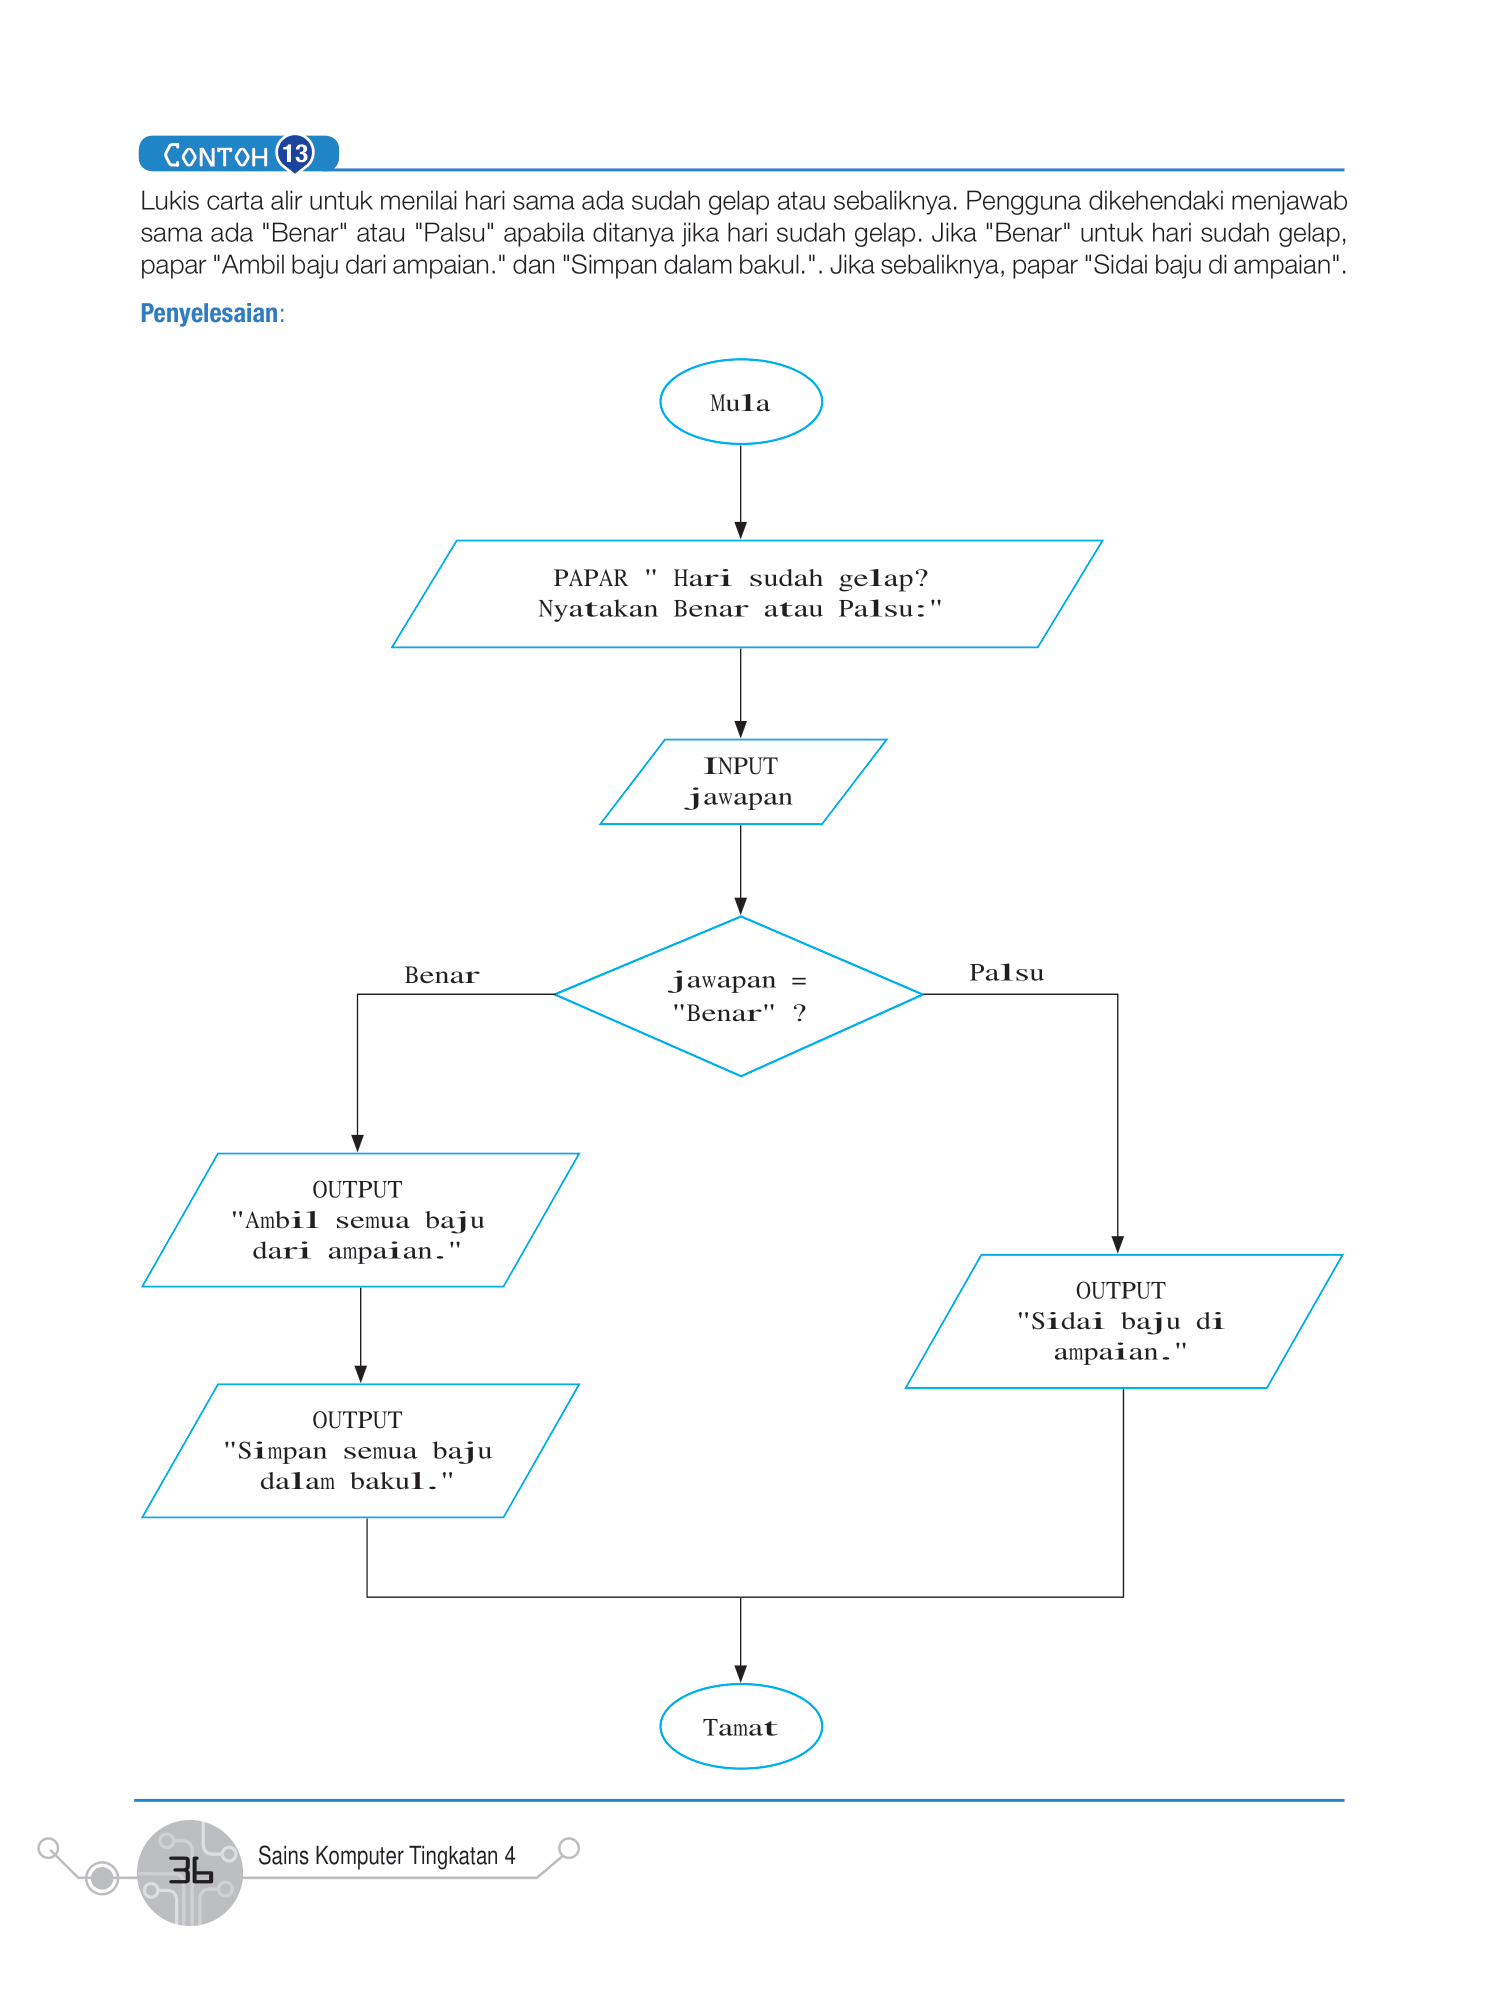 CONTOH 13
Lukis carta alir untuk menilai hari sama ada sudah gelap atau sebaliknya. Pengguna dikehendaki menjawab
sama ada "Benar" atau "Palsu" apabila ditanya jika hari sudah gelap. Jika "Benar" untuk hari sudah gelap,
papar "Ambil baju dari ampaian." dan "Simpan dalam bakul.". Jika sebaliknya, papar "Sidai baju di ampaian".
Penyelesaian:
Mula
PAPAR " Hari sudah gelap?
Nyatakan Benar atau Palsu:"
INPUT
jawapan
jawapan =
"Benar" ?
Benar
Palsu
OUTPUT
"Ambil semua baju
dari ampaian."
OUTPUT
"Sidai baju di
ampaian."
OUTPUT
"Simpan semua baju
dalam bakul."
Tamat
36
Sains Komputer Tingkatan 4